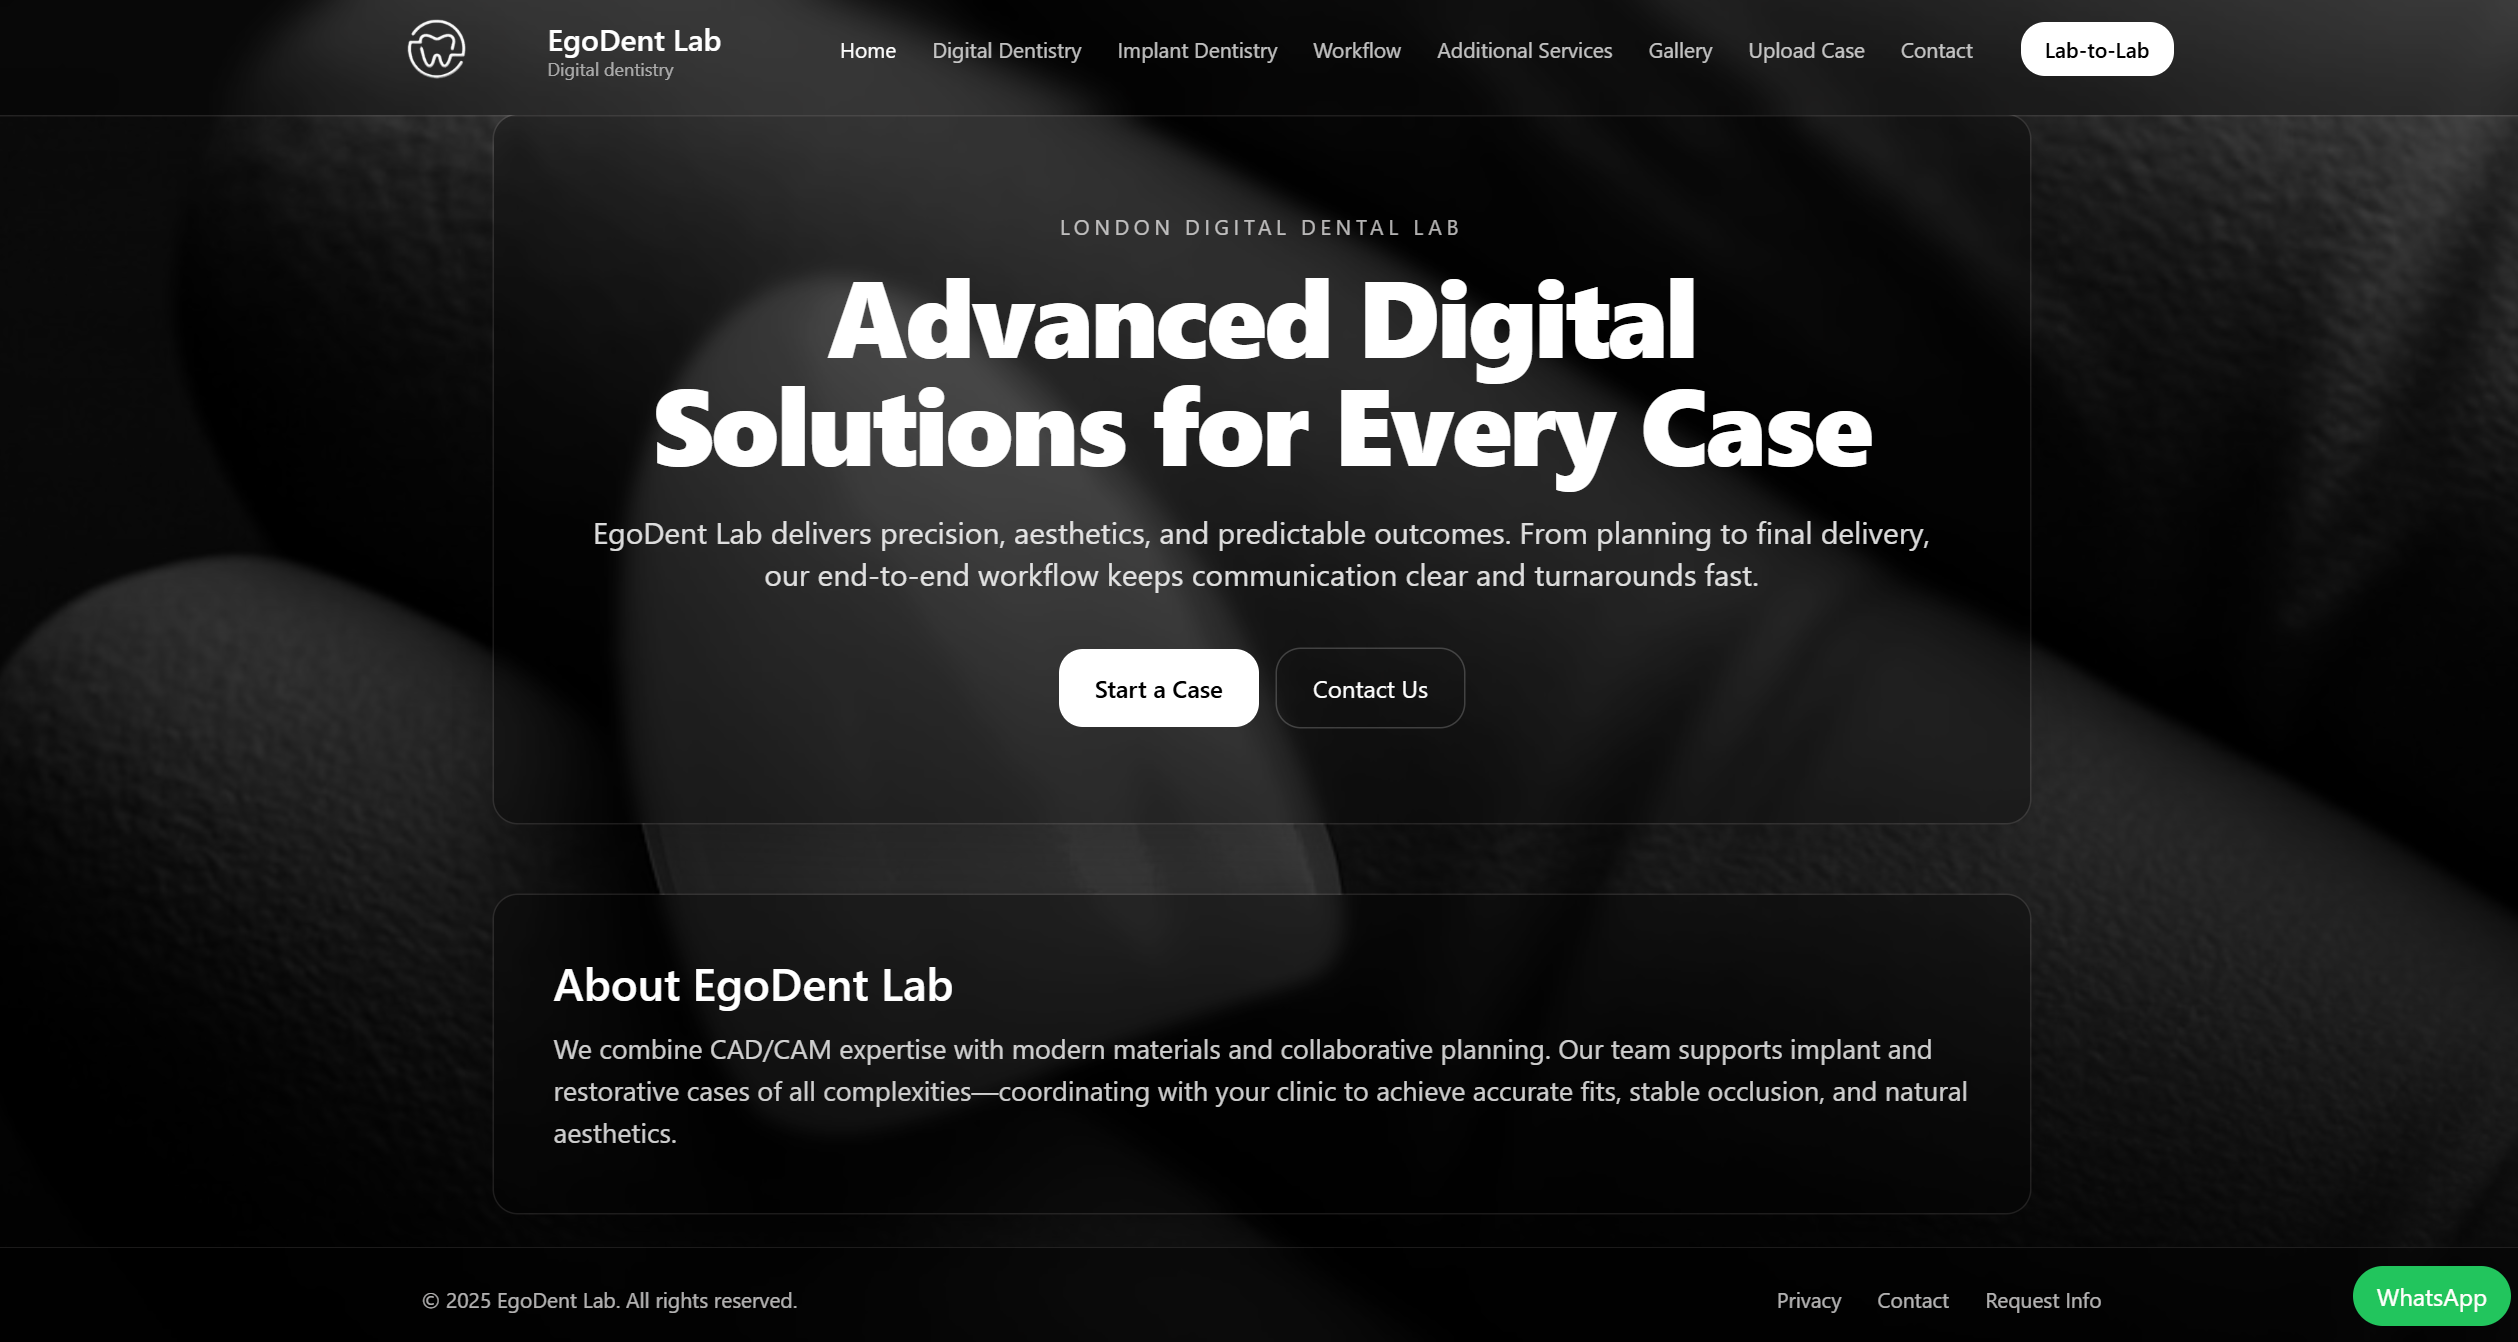 EgoDent Lab
Digital dentistry
Home
Digital Dentistry
Implant Dentistry
Workflow
Additional Services
Gallery
Upload Case
Contact
Lab-to-Lab
LONDON DIGITAL DENTAL LAB
Advanced Digital
Solutions for Every Case
EgoDent Lab delivers precision, aesthetics, and predictable outcomes. From planning to final delivery,
our end-to-end workflow keeps communication clear and turnarounds fast.
Start a Case
Contact Us
About EgoDent Lab
We combine CAD/CAM expertise with modern materials and collaborative planning. Our team supports implant and
restorative cases of all complexities—coordinating with your clinic to achieve accurate fits, stable occlusion, and natural
aesthetics.
© 2025 EgoDent Lab. All rights reserved.
Privacy
Contact
Request Info
WhatsApp